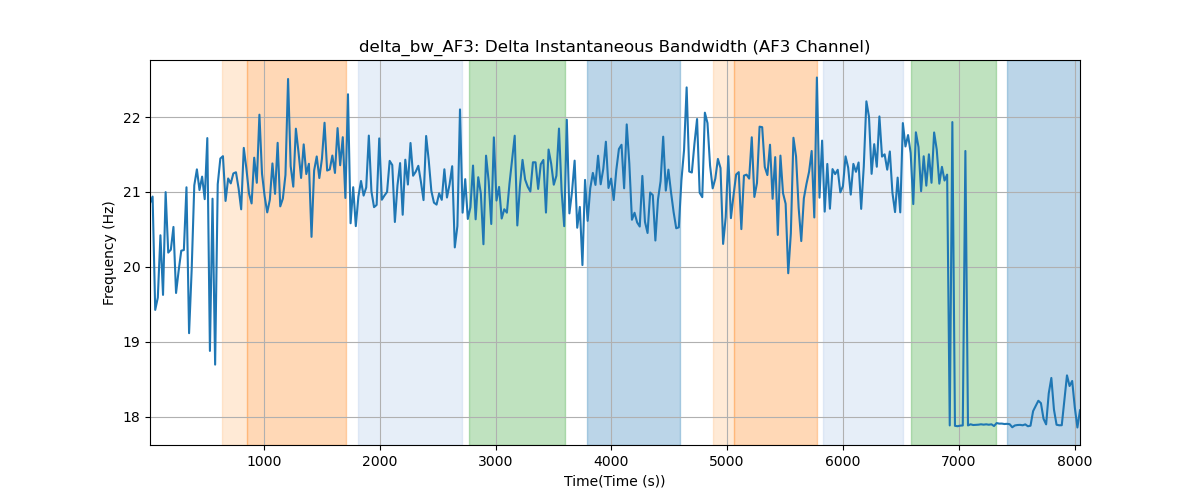 delta_bw_AF3: Delta Instantaneous Bandwidth (AF3 Channel)
Frequency (Hz)
22
21
20
19
18
1000 2000 3000 4000 5000 6000 7000 8000
Time(Time (s))